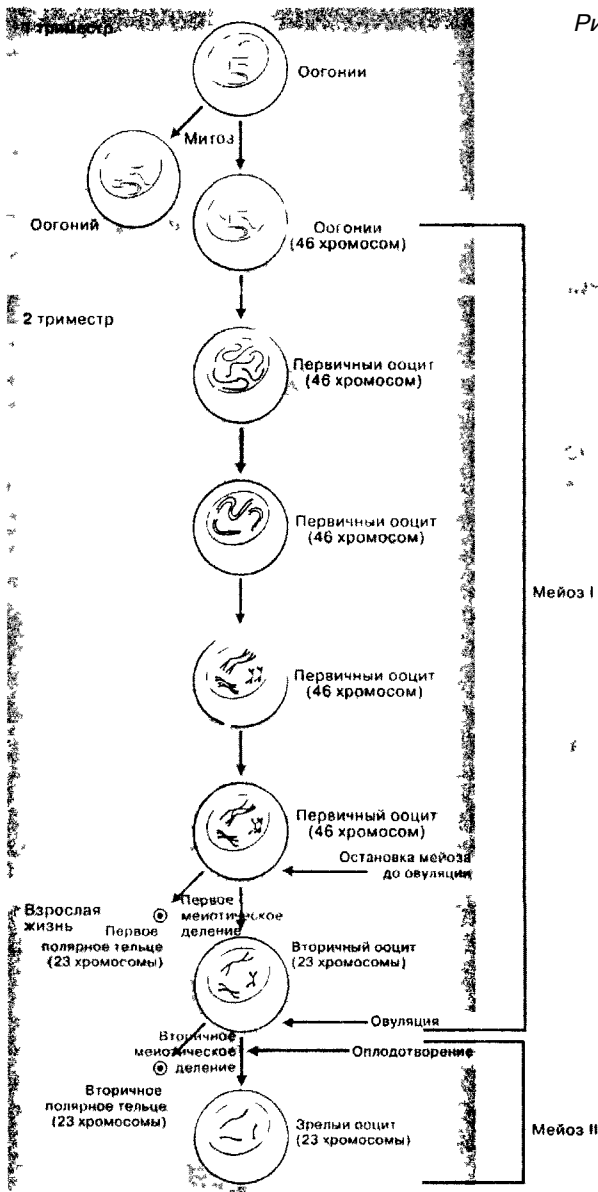 1 триместр
Ри
Оогонии
Митоз
Оогоний
Оогонии
(46 хромосом)
2 триместр
Первичный ооцит
(46 хромосом)
Первичный ооцит
(46 хромосом)
Мейоз I
Первичный ооцит
(46 хромосом)
Первичный ооцит
(46 хромосом)
Остановка мейоза
до овуляции
Взрослая
жизнь
Первое
мейотическое
деление
Первое
полярное тельце
(23 хромосомы)
Вторичный ооцит
(23 хромосомы)
Овуляция
Вторичное
мейотическое
деление
Оплодотворение
Вторичное
полярное тельце
(23 хромосомы)
Зрелый ооцит
(23 хромосомы)
Мейоз II